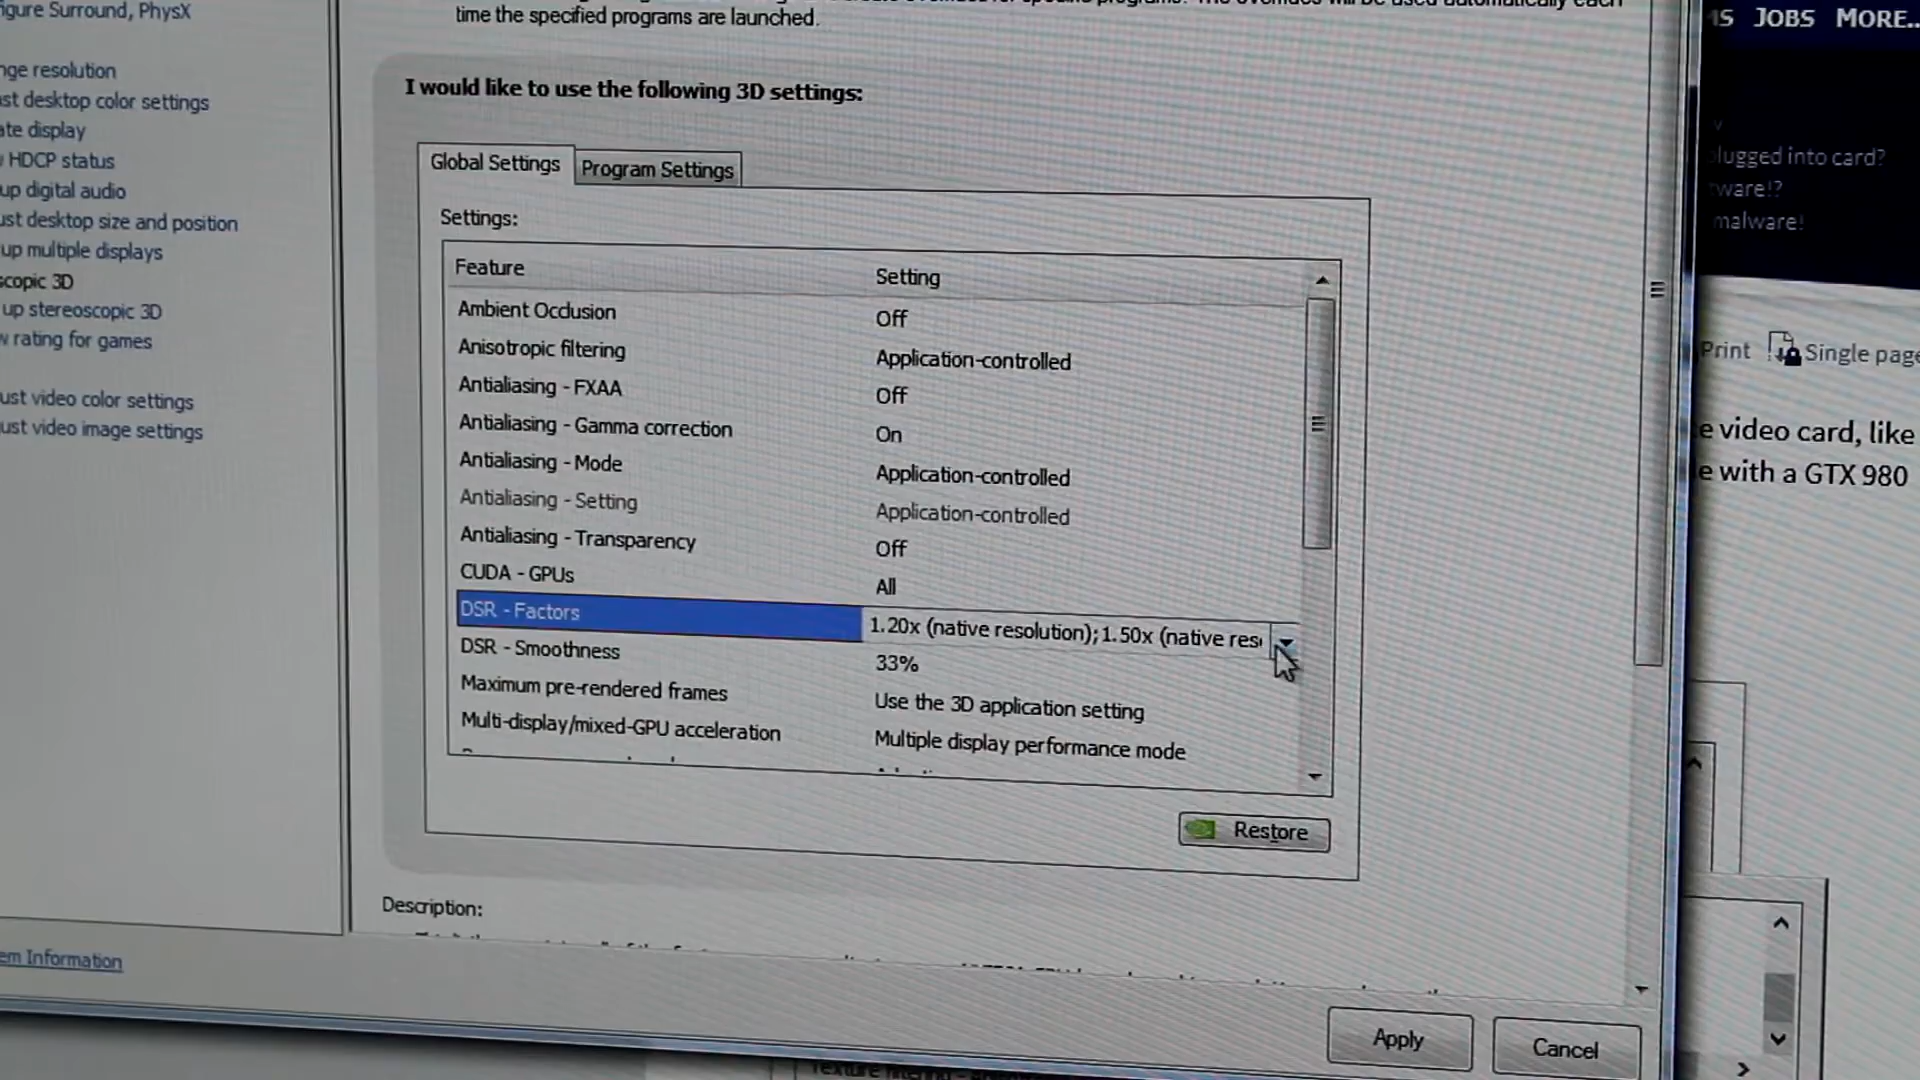 figure Surround, PhysX
nge resolution
ust desktop color settings
ate display
w HDCP status
up digital audio
ust desktop size and position
up multiple displays
scopic 3D
up stereoscopic 3D
w rating for games
ust video color settings
ust video image settings
em Information
time the specified programs are launched.
I would like to use the following 3D settings:
Global Settings
Program Settings
Settings:
Feature Setting
Ambient Occlusion Off
Anisotropic filtering Application-controlled
Antialiasing - FXAA Off
Antialiasing - Gamma correction On
Antialiasing - Mode Application-controlled
Antialiasing - Setting Application-controlled
Antialiasing - Transparency Off
CUDA - GPUs All
DSR - Factors 1.20x (native resolution);1.50x (native res
DSR - Smoothness 33%
Maximum pre-rendered frames Use the 3D application setting
Multi-display/mixed-GPU acceleration Multiple display performance mode
Restore
Description:
Apply
Cancel
JOBS MORE..
lugged into card?
ware!?
malware!
Print Single page
e video card, like
e with a GTX 980